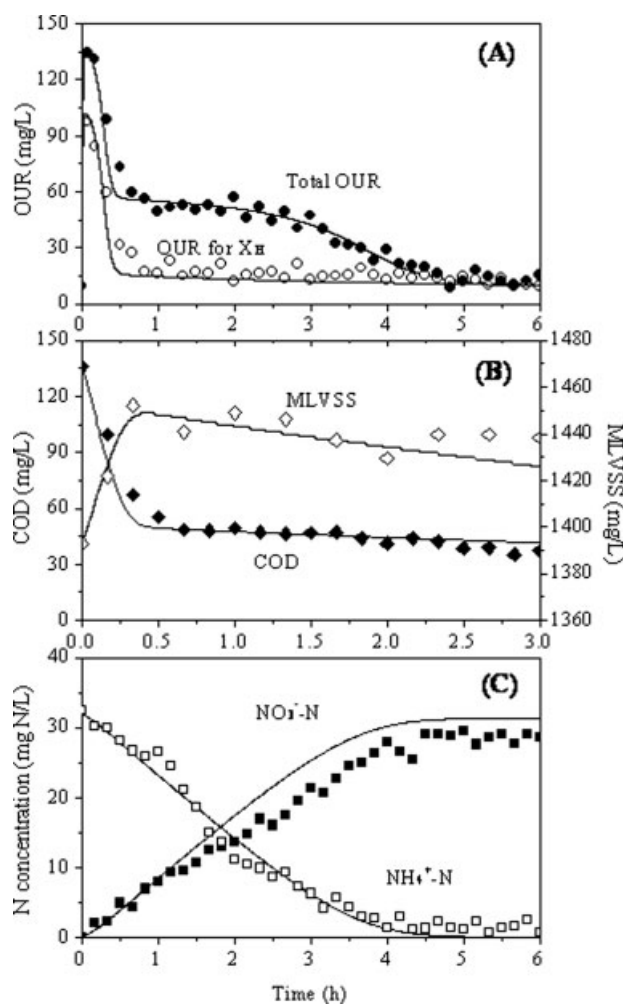 150
(A)
120
OUR (mg/L)
90
Total OUR
60
OUR for XH
30
0
0 1 2 3 4 5 6
150 1480
(B)
120 1460
MLVSS
90 1440
COD (mg/L) MLVSS (mg/L)
60 1420
COD 1400
30 1380
0 1360
0.0 0.5 1.0 1.5 2.0 2.5 3.0
40
(C)
NO3⁻-N
30
N concentration (mg N/L)
20
10
NH4⁺-N
0
0 1 2 3 4 5 6
Time (h)